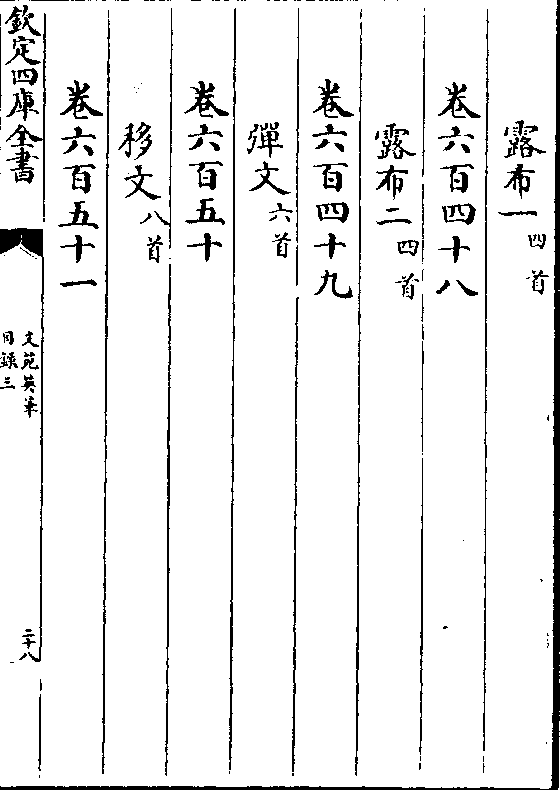 露布一四首
卷六百四十八
露布二四首
卷六百四十九
彈文六首
卷六百五十
移文八首
卷六百五十一
欽定四庫全書
文苑英華
目錄三
二十八